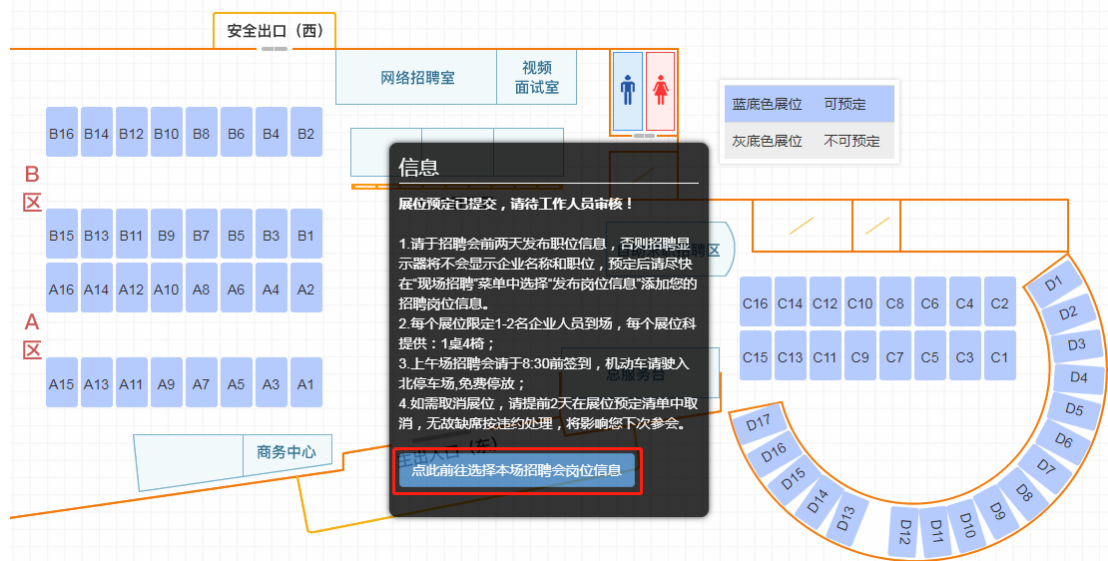 安全出口（西）
网络招聘室
视频
面试室
蓝底色展位 可预定
灰底色展位 不可预定
B16 B14 B12 B10 B8 B6 B4 B2
B
区
B15 B13 B11 B9 B7 B5 B3 B1
A16 A14 A12 A10 A8 A6 A4 A2
A
区
A15 A13 A11 A9 A7 A5 A3 A1
商务中心
信息
展位预定已提交，请待工作人员审核！
1.请于招聘会前两天发布职位信息，否则招聘显
示器将不会显示企业名称和职位，预定后请尽快
在“现场招聘”菜单中选择“发布岗位信息”添加您的
招聘岗位信息。
2.每个展位限定1-2名企业人员到场，每个展位科
提供：1桌4椅；
3.上午场招聘会请于8:30前签到，机动车请驶入
北停车场,免费停放；
4.如需取消展位，请提前2天在展位预定清单中取
消，无故缺席按违约处理，将影响您下次参会。
点此前往选择本场招聘会岗位信息
主出入口（东）
总服务台
招聘区
C16 C14 C12 C10 C8 C6 C4 C2
C15 C13 C11 C9 C7 C5 C3 C1
D1
D2
D3
D4
D5
D6
D7
D8
D9
D10
D11
D12
D13
D14
D15
D16
D17